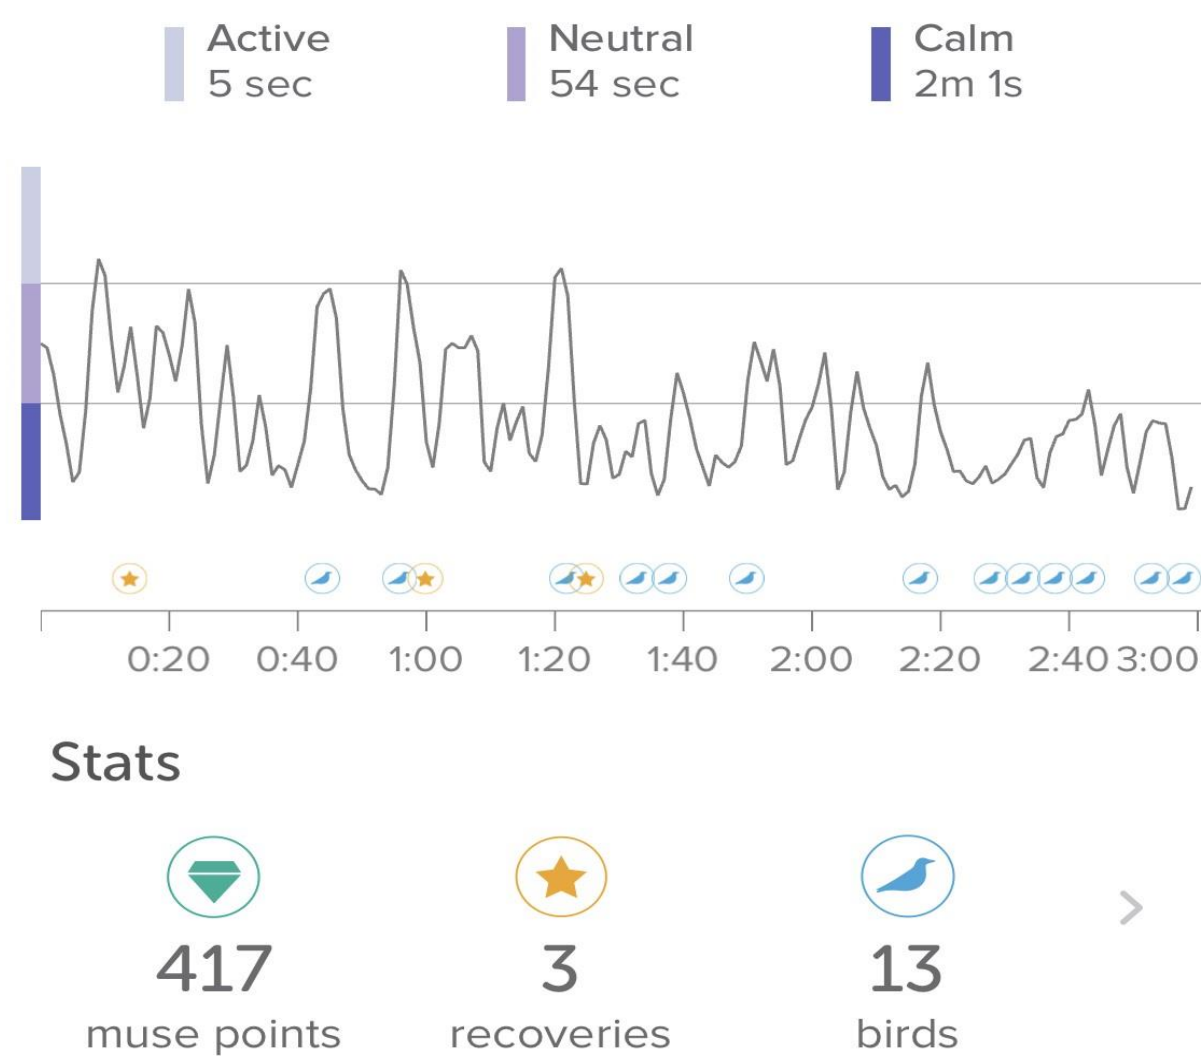 Active
5 sec
Neutral
54 sec
Calm
2m 1s
0:20 0:40 1:00 1:20 1:40 2:00 2:20 2:40 3:00
Stats
417
muse points
3
recoveries
13
birds